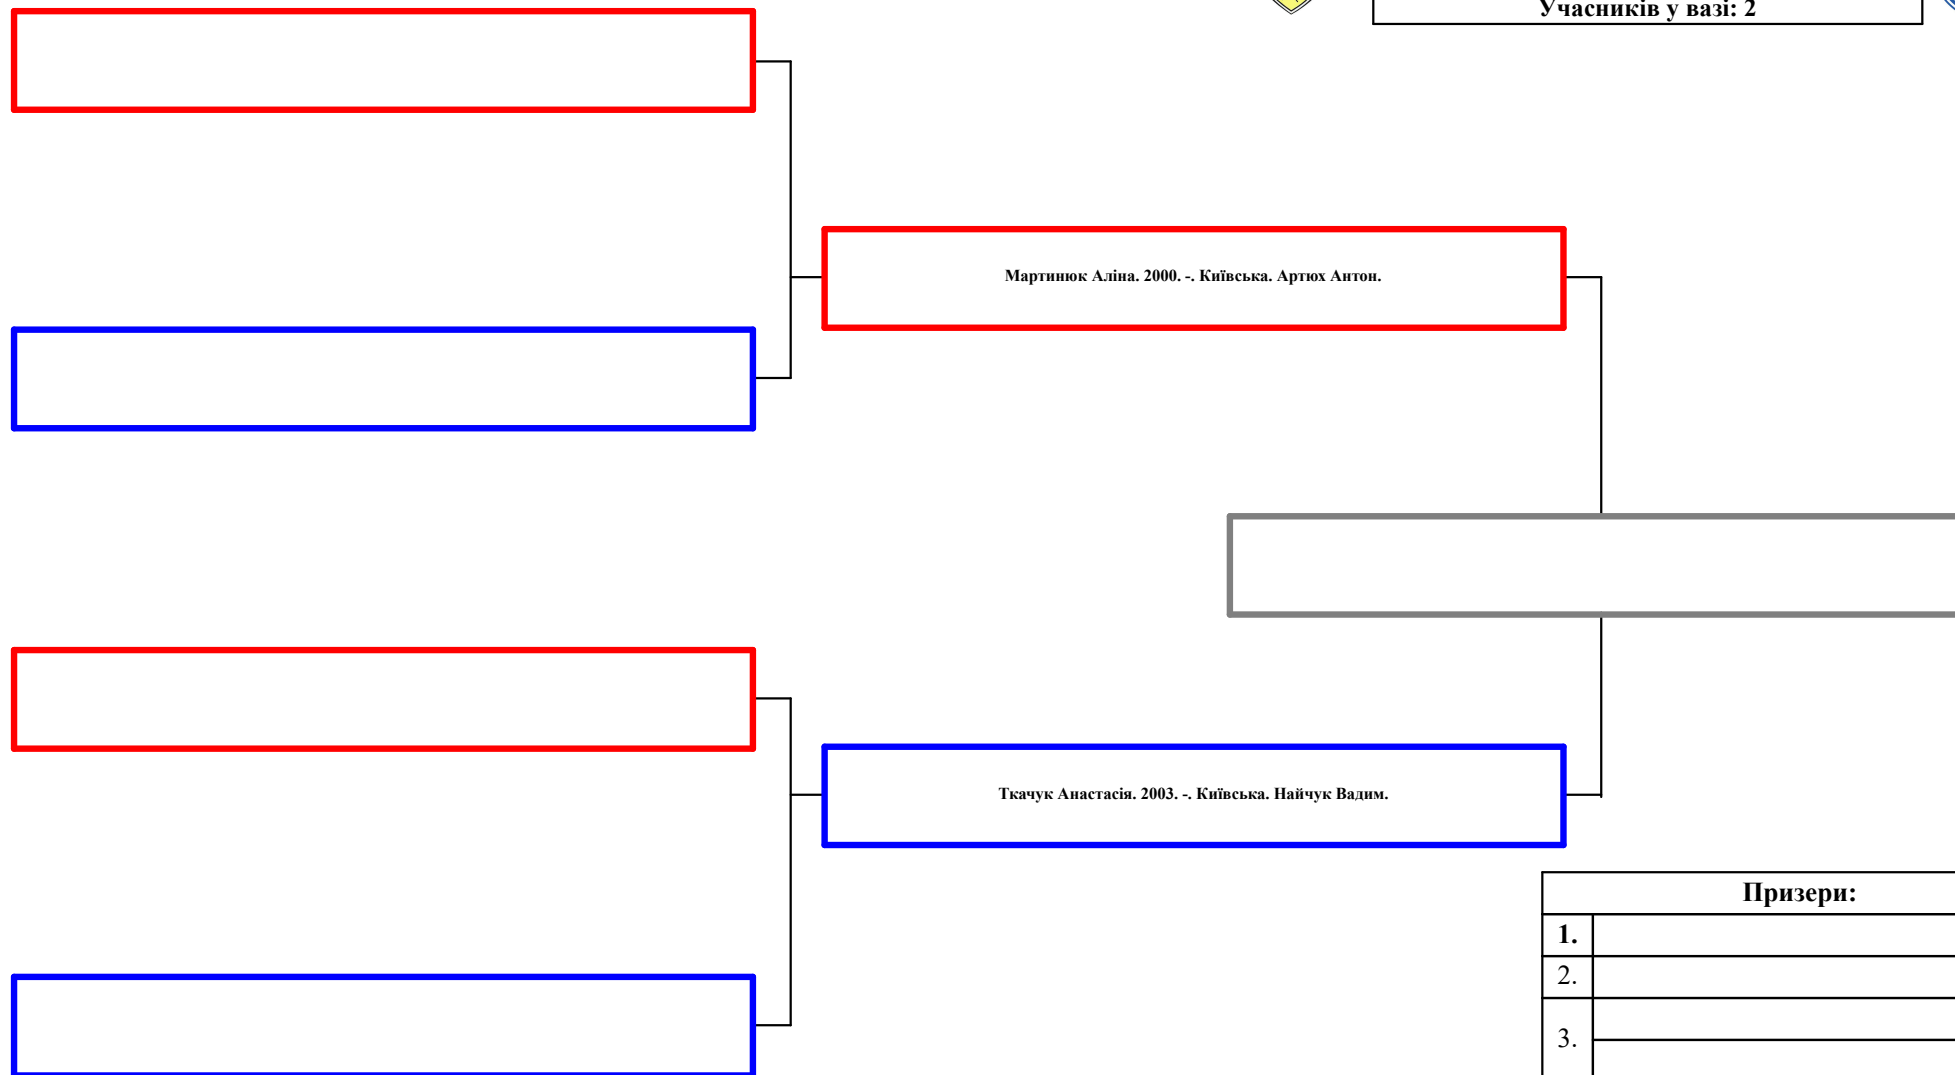 Учасників у вазі: 2
Мартинюк Аліна. 2000. -. Київська. Артюх Антон.
Ткачук Анастасія. 2003. -. Київська. Найчук Вадим.
Призери:
1.
2.
3.